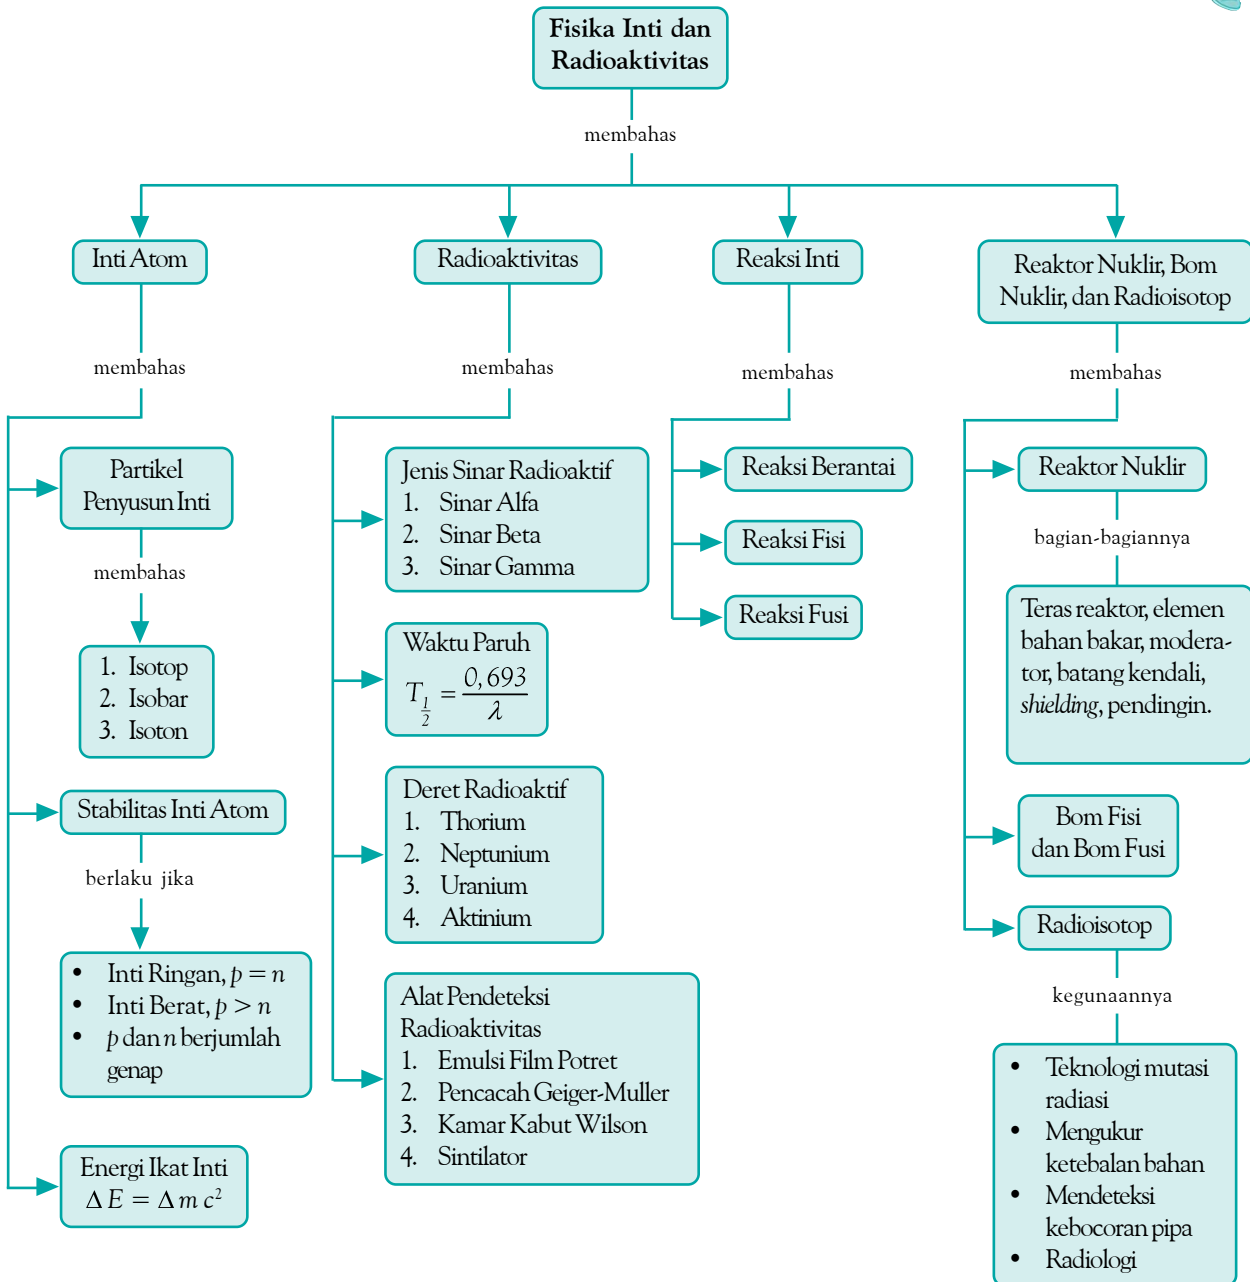 Fisika Inti dan
Radioaktivitas
membahas
Inti Atom
membahas
Partikel
Penyusun Inti
membahas
1. Isotop
2. Isobar
3. Isoton
Stabilitas Inti Atom
berlaku jika
• Inti Ringan, p = n
• Inti Berat, p > n
• p dan n berjumlah
genap
Energi Ikat Inti
Δ E = Δ m c²
Radioaktivitas
membahas
Jenis Sinar Radioaktif
1. Sinar Alfa
2. Sinar Beta
3. Sinar Gamma
Waktu Paruh
T_{1/2} = 0,693/λ
Deret Radioaktif
1. Thorium
2. Neptunium
3. Uranium
4. Aktinium
Alat Pendeteksi
Radioaktivitas
1. Emulsi Film Potret
2. Pencacah Geiger-Muller
3. Kamar Kabut Wilson
4. Sintilator
Reaksi Inti
membahas
Reaksi Berantai
Reaksi Fisi
Reaksi Fusi
Reaktor Nuklir, Bom
Nuklir, dan Radioisotop
membahas
Reaktor Nuklir
bagian-bagiannya
Teras reaktor, elemen
bahan bakar, modera-
tor, batang kendali,
shielding, pendingin.
Bom Fisi
dan Bom Fusi
Radioisotop
kegunaannya
• Teknologi mutasi
radiasi
• Mengukur
ketebalan bahan
• Mendeteksi
kebocoran pipa
• Radiologi